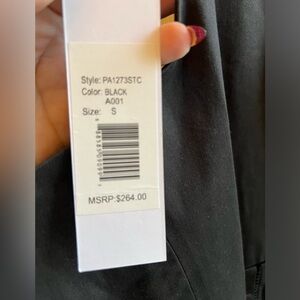 Style: PA1273STC
Color: BLACK
A001
Size: S
MSRP:$264.00